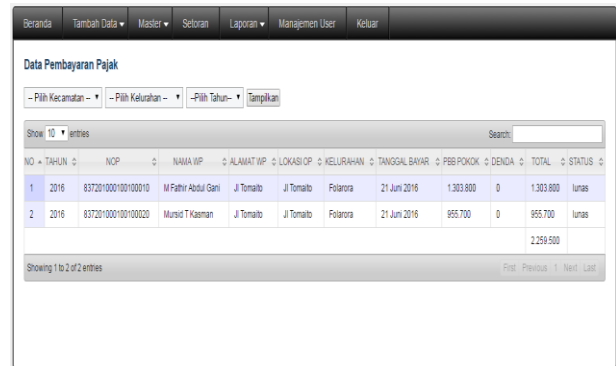 Beranda Tambah Data Master Setoran Laporan Manajemen User Keluar
Data Pembayaran Pajak
-- Pilih Kecamatan -- -- Pilih Kelurahan -- --Pilih Tahun-- Tampilkan
Show 10 entries Search:
NO TAHUN NOP NAMA WP ALAMAT WP LOKASI OP KELURAHAN TANGGAL BAYAR PBB POKOK DENDA TOTAL STATUS
1 2016 837201000100100010 M Fathir Abdul Gani Jl Tomaito Jl Tomaito Folarora 21 Juni 2016 1.303.800 0 1.303.800 lunas
2 2016 837201000100100020 Mursid T Kasman Jl Tomaito Jl Tomaito Folarora 21 Juni 2016 955.700 0 955.700 lunas
2.259.500
Showing 1 to 2 of 2 entries First Previous 1 Next Last